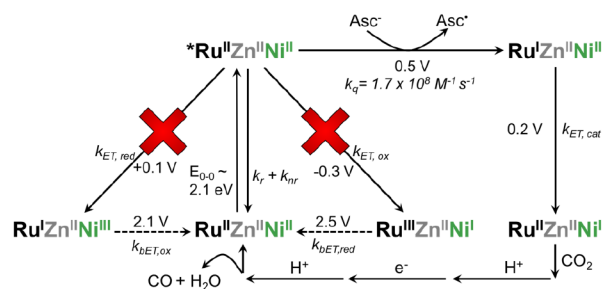 Asc⁻ Asc•
*RuᴵᴵZnᴵᴵNiᴵᴵ 0.5 V RuᴵZnᴵᴵNiᴵᴵ
k_q = 1.7 x 10⁸ M⁻¹ s⁻¹
0.2 V k_ET, cat
k_ET, red k_ET, ox
+0.1 V E₀₋₀ ~ 2.1 eV k_r + k_nr -0.3 V
RuᴵZnᴵᴵNiᴵᴵᴵ 2.1 V RuᴵᴵZnᴵᴵNiᴵᴵ 2.5 V RuᴵᴵᴵZnᴵᴵNiᴵ RuᴵᴵZnᴵᴵNiᴵ
k_bET,ox k_bET,red
CO₂
CO + H₂O H⁺ e⁻ H⁺